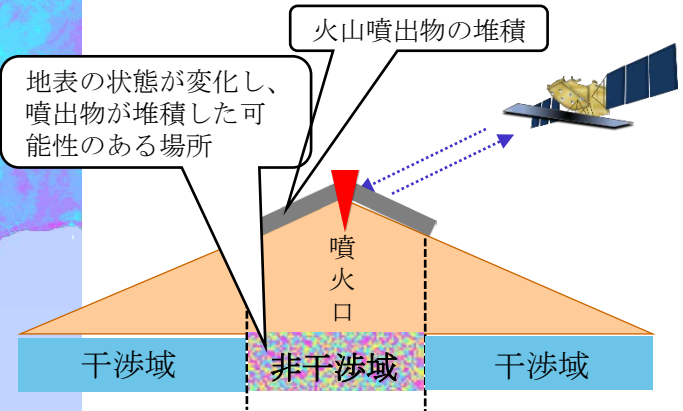 火山噴出物の堆積
地表の状態が変化し、
噴出物が堆積した可
能性のある場所
噴
火
口
干渉域
非干渉域
干渉域